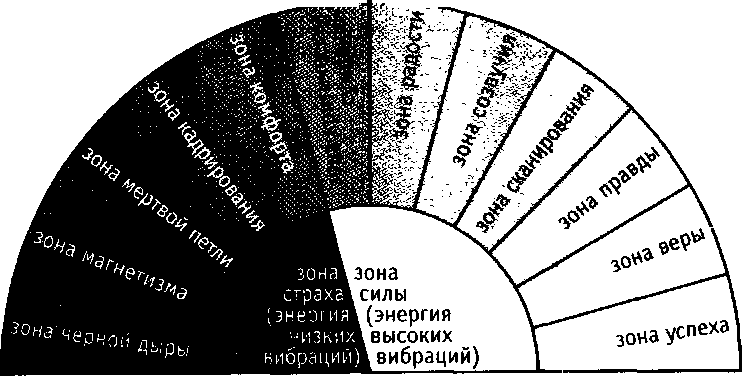 зона черной дыры
зона магнетизма
зона мертвой петли
зона кадрирования
зона комфорта
зона радости
зона созвучия
зона сканирования
зона правды
зона веры
зона успеха
зона
страха
(энергия
низких
вибраций)
зона
силы
(энергия
высоких
вибраций)